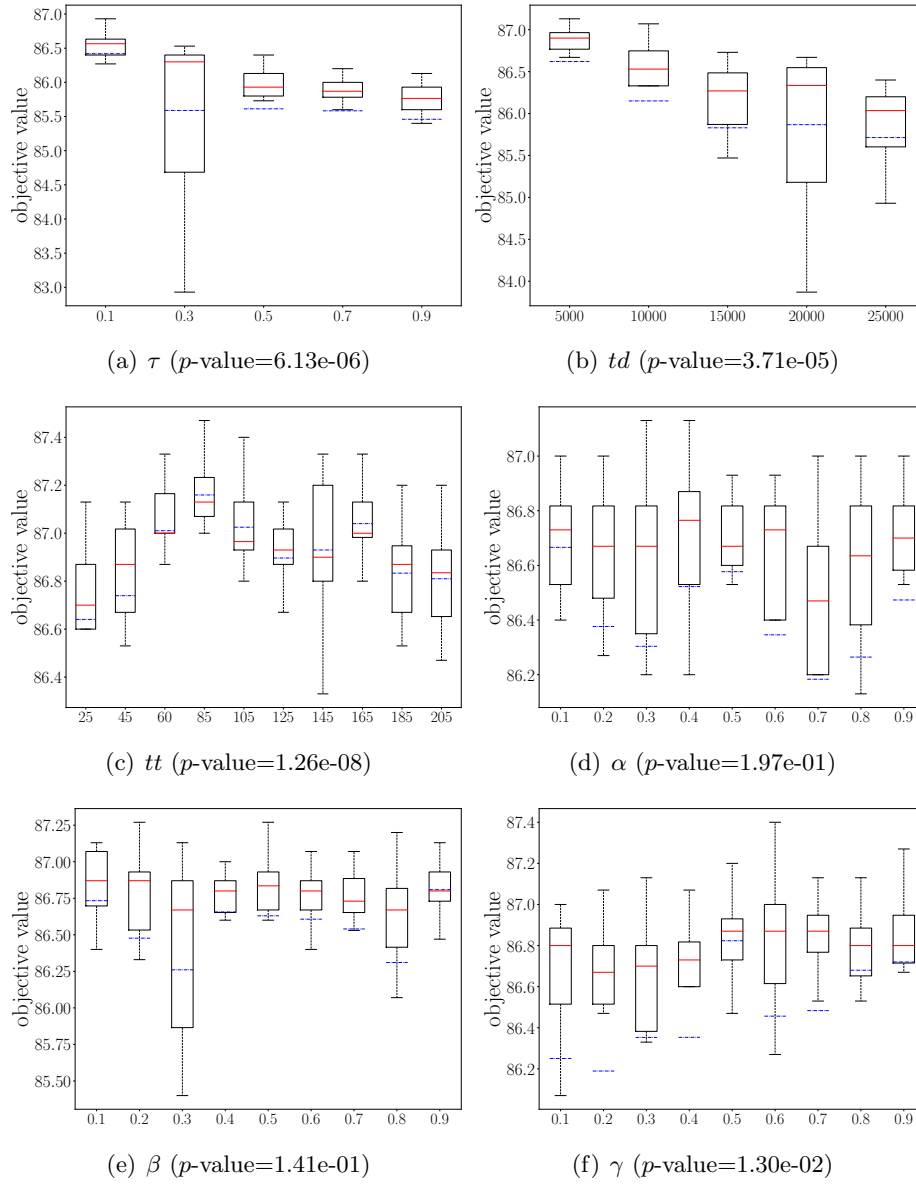 objective value
87.0
86.5
86.0
85.5
85.0
84.5
84.0
83.5
83.0
0.1 0.3 0.5 0.7 0.9
(a) τ (p-value=6.13e-06)
objective value
87.0
86.5
86.0
85.5
85.0
84.5
84.0
5000 10000 15000 20000 25000
(b) td (p-value=3.71e-05)
objective value
87.4
87.2
87.0
86.8
86.6
86.4
25 45 60 85 105 125 145 165 185 205
(c) tt (p-value=1.26e-08)
objective value
87.0
86.8
86.6
86.4
86.2
0.1 0.2 0.3 0.4 0.5 0.6 0.7 0.8 0.9
(d) α (p-value=1.97e-01)
objective value
87.25
87.00
86.75
86.50
86.25
86.00
85.75
85.50
0.1 0.2 0.3 0.4 0.5 0.6 0.7 0.8 0.9
(e) β (p-value=1.41e-01)
objective value
87.4
87.2
87.0
86.8
86.6
86.4
86.2
0.1 0.2 0.3 0.4 0.5 0.6 0.7 0.8 0.9
(f) γ (p-value=1.30e-02)